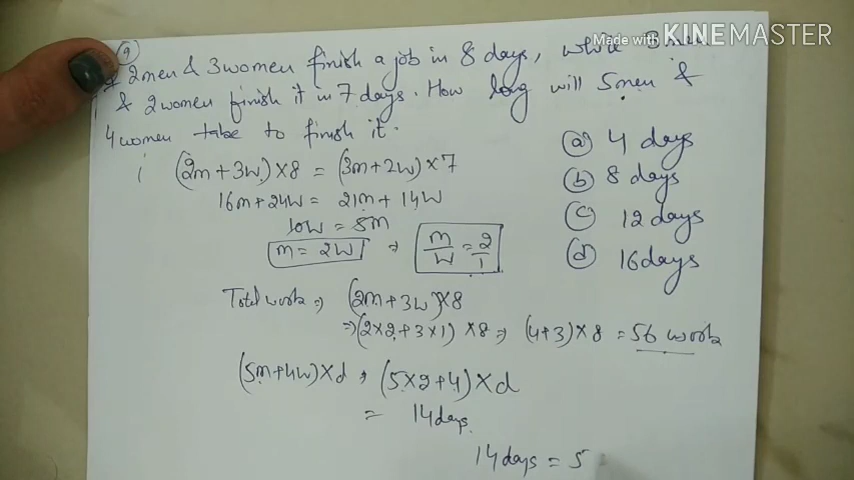 Made with KINEMASTER
9
2men & 3women finish a job in 8 days, while 3 men
& 2women finish it in 7 days. How long will 5men &
4women take to finish it.
(a) 4 days
(b) 8 days
(c) 12 days
(d) 16days
(2m+3w)×8 = (3m+2w)×7
16m+24w = 21m+14w
10w = 5m
m = 2w ⇒ m/w = 2/1
Total work ⇒ (2m+3w)×8
⇒(2×2+3×1)×8 ⇒ (4+3)×8 = 56 work
(5m+4w)×d ⇒ (5×2+4)×d
= 14days
14days = 5